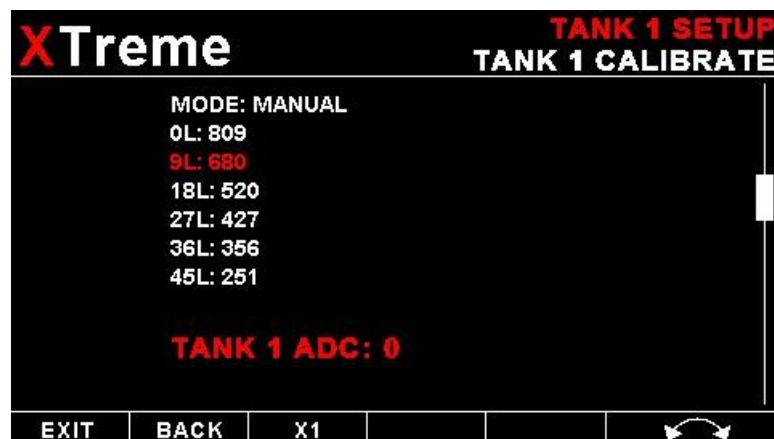 XTreme
TANK 1 SETUP
TANK 1 CALIBRATE
MODE: MANUAL
0L: 809
9L: 680
18L: 520
27L: 427
36L: 356
45L: 251
TANK 1 ADC: 0
EXIT BACK X1